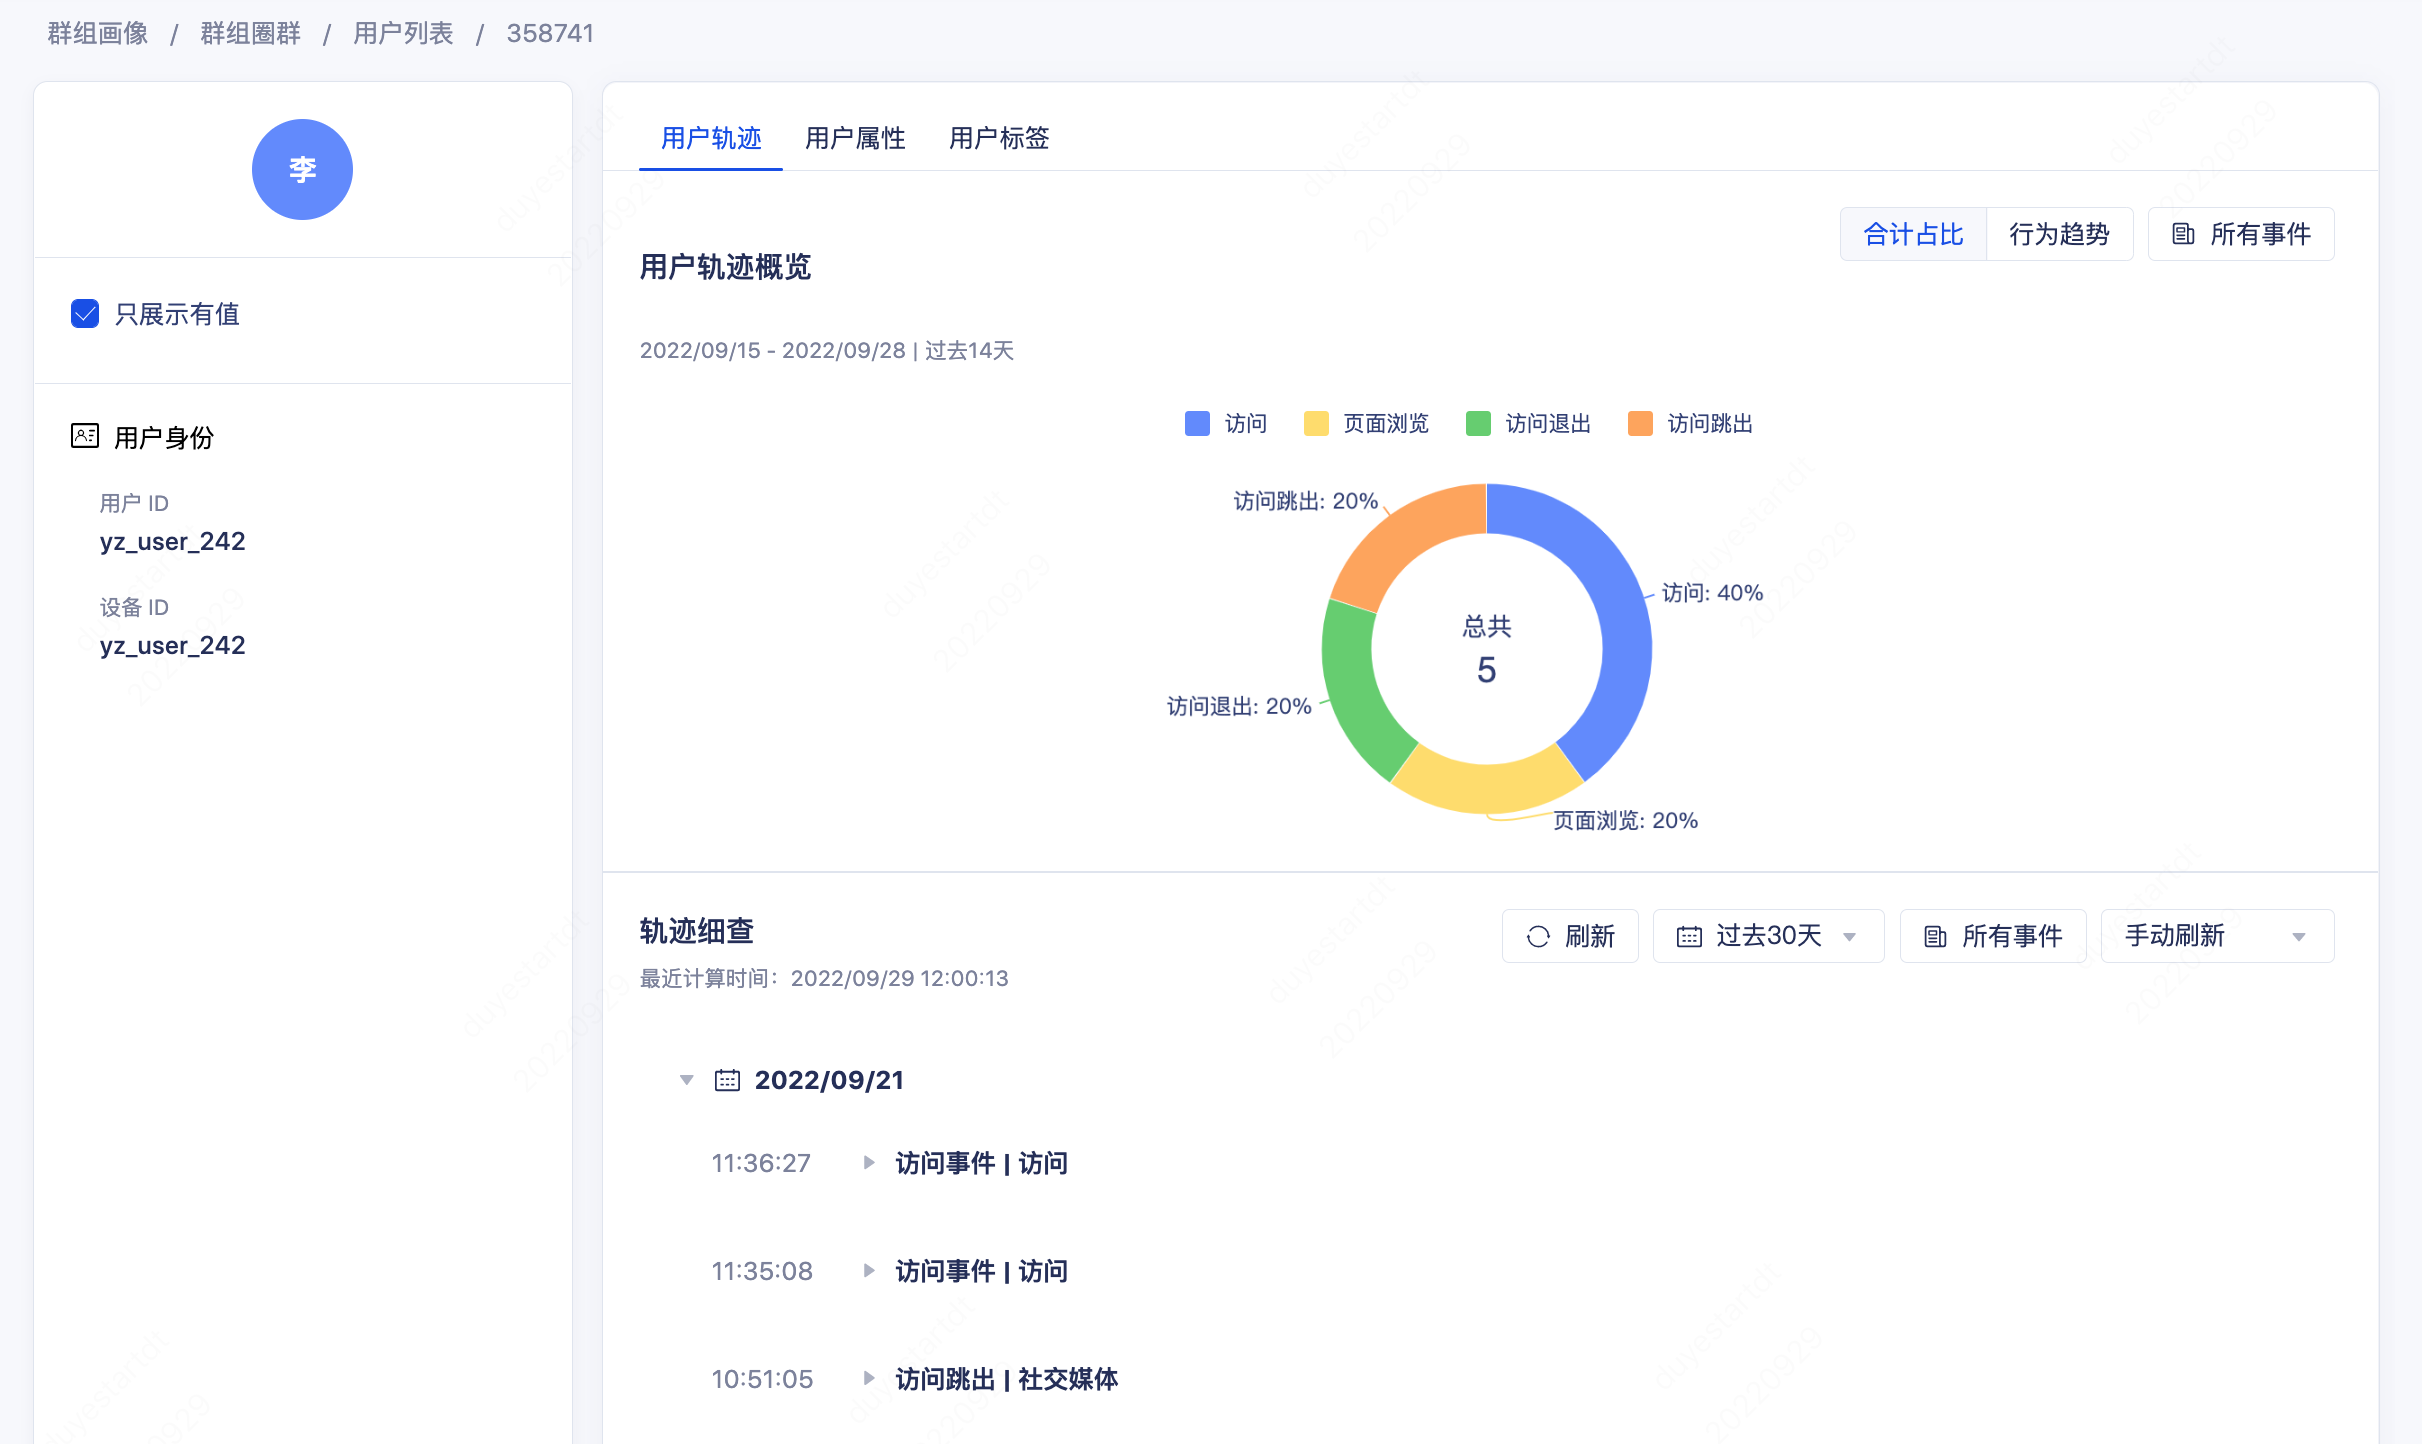 群组画像 / 群组圈群 / 用户列表 / 358741
李
只展示有值
用户身份
用户 ID
yz_user_242
设备 ID
yz_user_242
用户轨迹 用户属性 用户标签
合计占比 行为趋势 所有事件
用户轨迹概览
2022/09/15 - 2022/09/28 | 过去14天
访问 页面浏览 访问退出 访问跳出
访问跳出: 20%
访问: 40%
总共
5
访问退出: 20%
页面浏览: 20%
轨迹细查
刷新 过去30天 所有事件 手动刷新
最近计算时间：2022/09/29 12:00:13
2022/09/21
11:36:27 访问事件 | 访问
11:35:08 访问事件 | 访问
10:51:05 访问跳出 | 社交媒体
duyestartdt
20220929